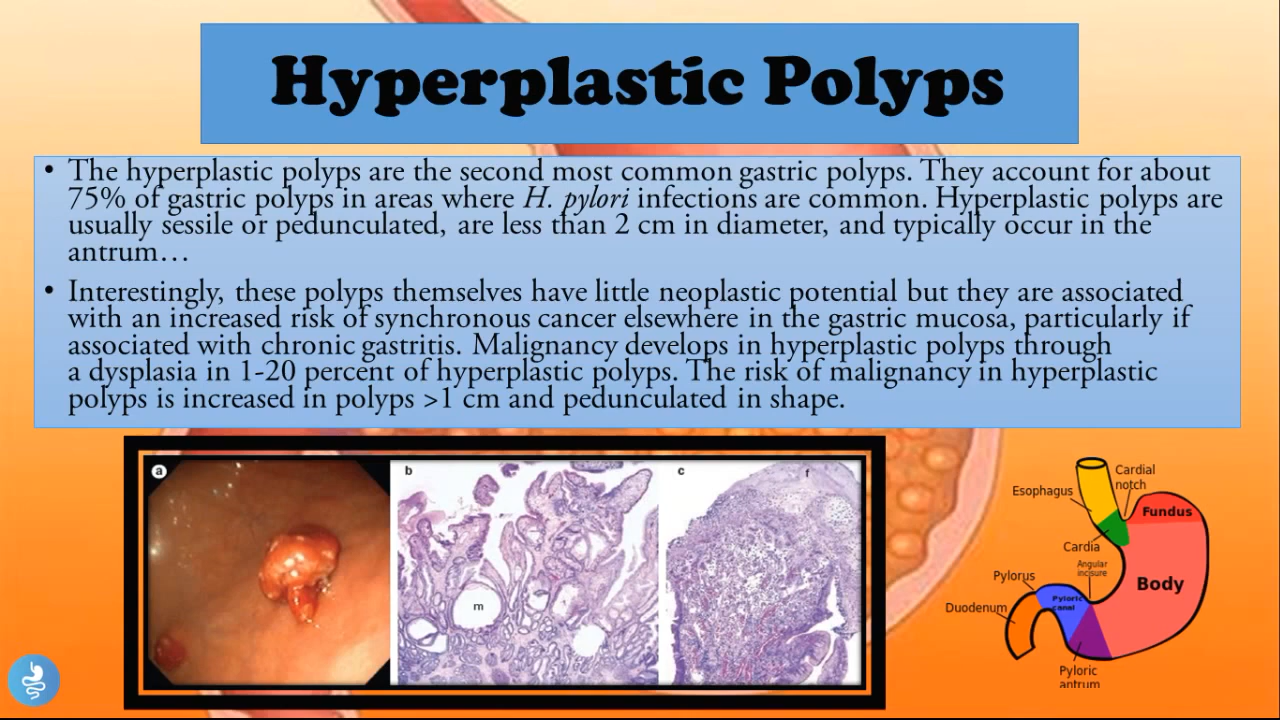 Hyperplastic Polyps
• The hyperplastic polyps are the second most common gastric polyps. They account for about
75% of gastric polyps in areas where H. pylori infections are common. Hyperplastic polyps are
usually sessile or pedunculated, are less than 2 cm in diameter, and typically occur in the
antrum…
• Interestingly, these polyps themselves have little neoplastic potential but they are associated
with an increased risk of synchronous cancer elsewhere in the gastric mucosa, particularly if
associated with chronic gastritis. Malignancy develops in hyperplastic polyps through
a dysplasia in 1-20 percent of hyperplastic polyps. The risk of malignancy in hyperplastic
polyps is increased in polyps >1 cm and pedunculated in shape.
a
b
m
c
f
Cardial
notch
Esophagus
Fundus
Cardia
Angular
incisure
Pylorus
Body
Pyloric
canal
Duodenum
Pyloric
antrum